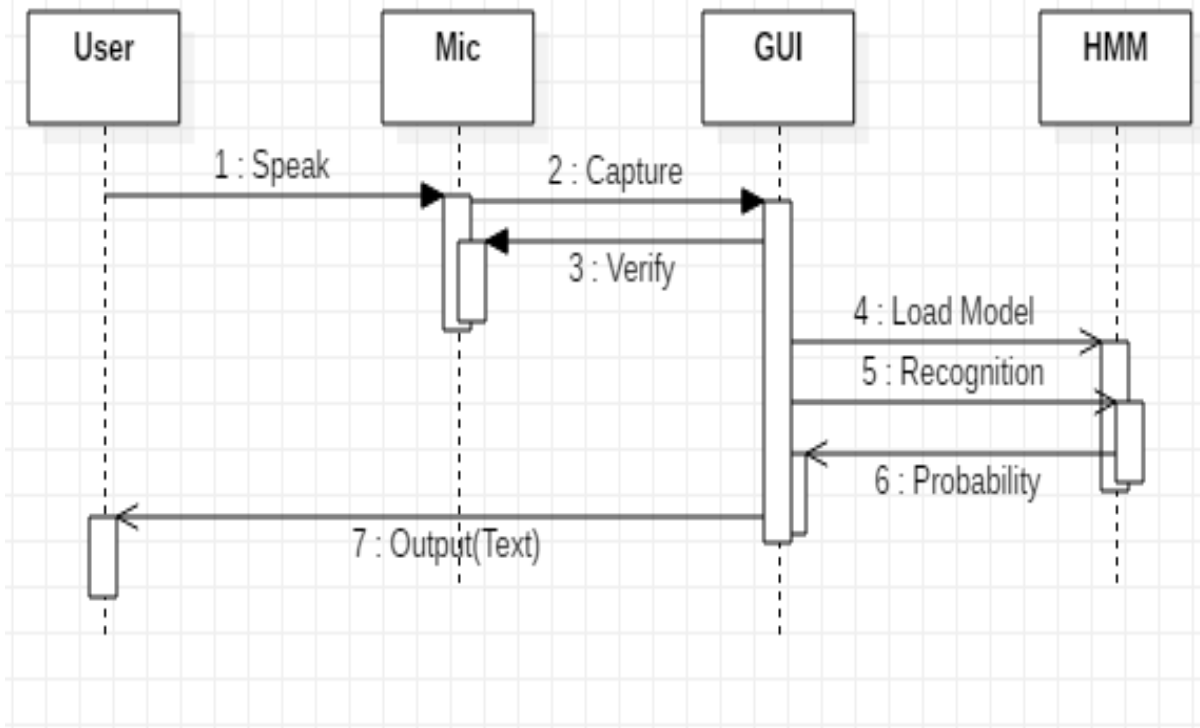 User
Mic
GUI
HMM
1 : Speak
2 : Capture
3 : Verify
4 : Load Model
5 : Recognition
6 : Probability
7 : Output(Text)